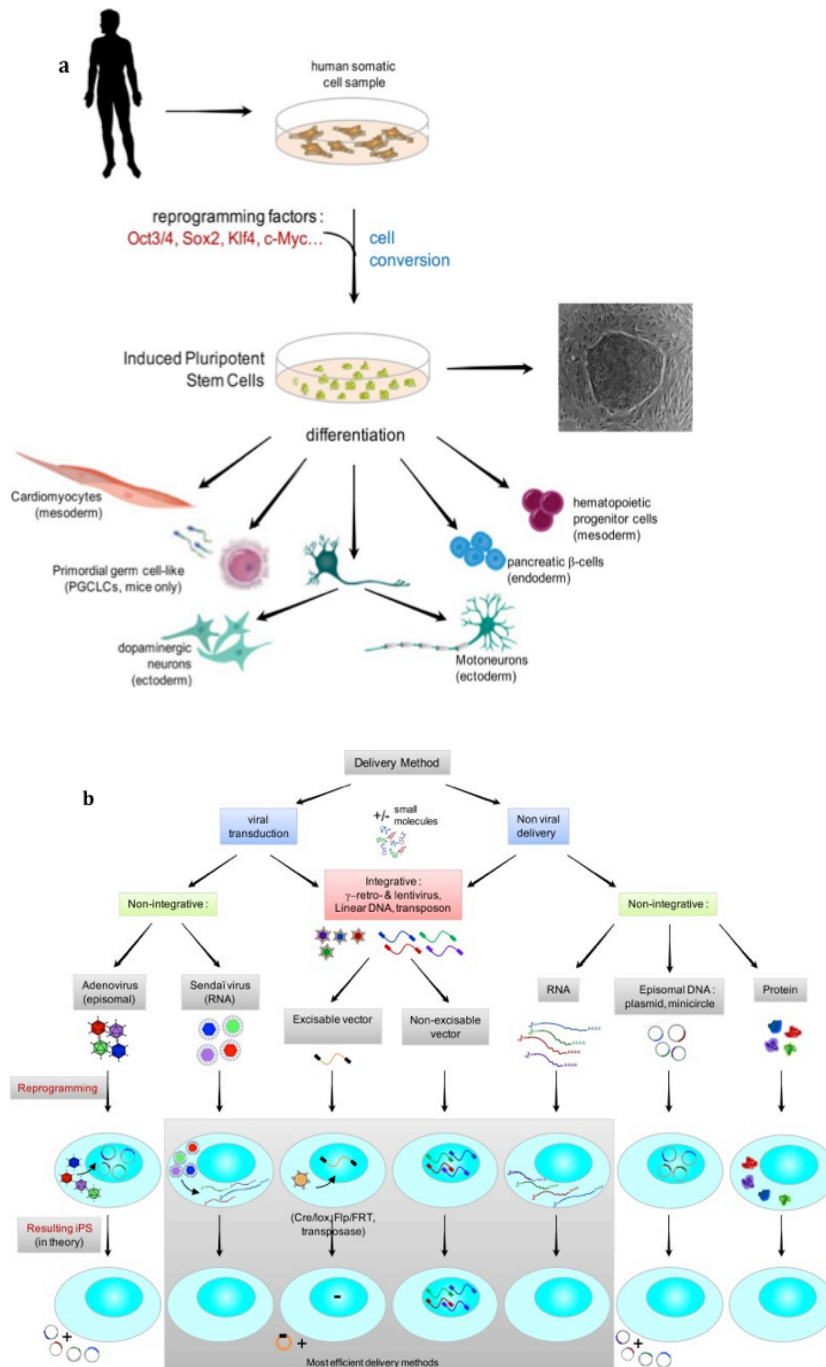 a
human somatic
cell sample
reprogramming factors :
Oct3/4, Sox2, Klf4, c-Myc...
cell
conversion
Induced Pluripotent
Stem Cells
differentiation
Cardiomyocytes
(mesoderm)
hematopoietic
progenitor cells
(mesoderm)
Primordial germ cell-like
(PGCLCs, mice only)
pancreatic β-cells
(endoderm)
dopaminergic
neurons
(ectoderm)
Motoneurons
(ectoderm)
b
Delivery Method
viral
transduction
+/- small
molecules
Non viral
delivery
Non-integrative :
Integrative :
γ-retro- & lentivirus,
Linear DNA, transposon
Non-integrative :
Adenovirus
(episomal)
Sendaï virus
(RNA)
Excisable vector
Non-excisable
vector
RNA
Episomal DNA :
plasmid, minicircle
Protein
AAAA
AAAA
AAAA
AAAA
Reprogramming
(Cre/lox, Flp/FRT,
transposase)
Resulting iPS
(in theory)
-
+
+
+
Most efficient delivery methods